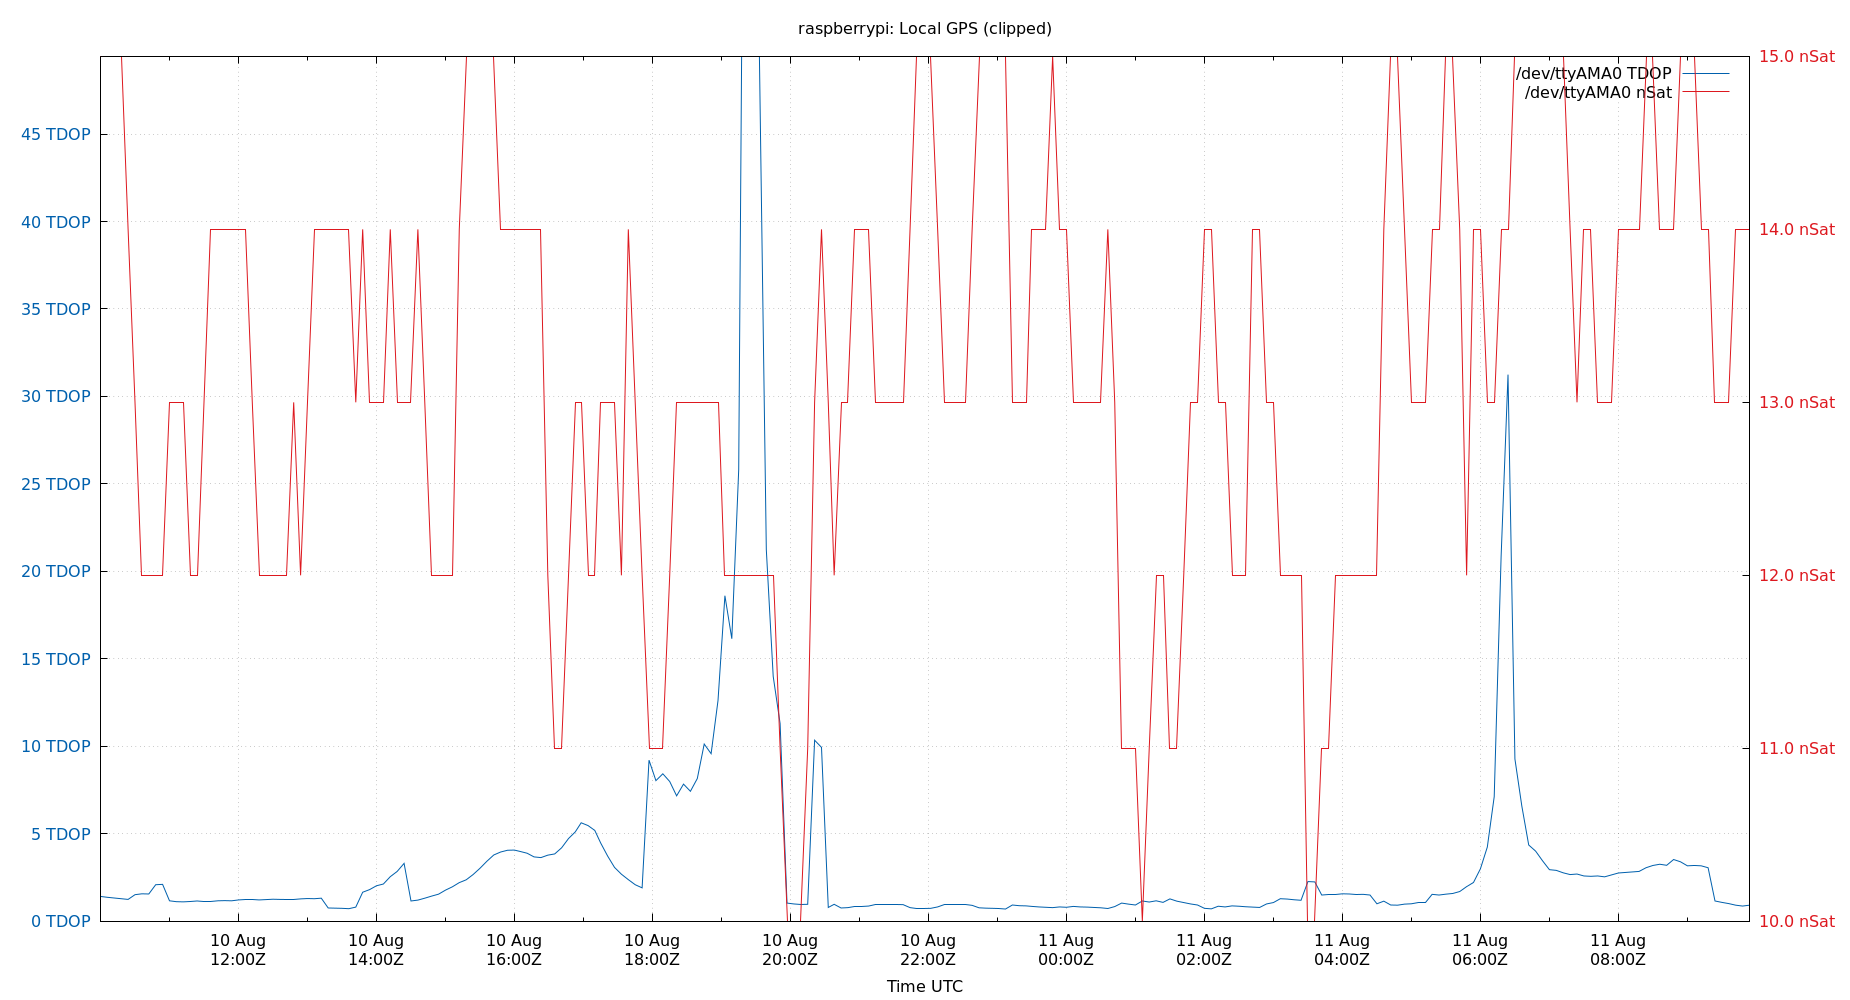 raspberrypi: Local GPS (clipped)
15.0 nSat
/dev/ttyAMA0 TDOP
/dev/ttyAMA0 nSat
45 TDOP
40 TDOP
14.0 nSat
35 TDOP
30 TDOP
13.0 nSat
25 TDOP
20 TDOP
12.0 nSat
15 TDOP
10 TDOP
11.0 nSat
5 TDOP
0 TDOP
10.0 nSat
10 Aug
12:00Z
10 Aug
14:00Z
10 Aug
16:00Z
10 Aug
18:00Z
10 Aug
20:00Z
10 Aug
22:00Z
11 Aug
00:00Z
11 Aug
02:00Z
11 Aug
04:00Z
11 Aug
06:00Z
11 Aug
08:00Z
Time UTC